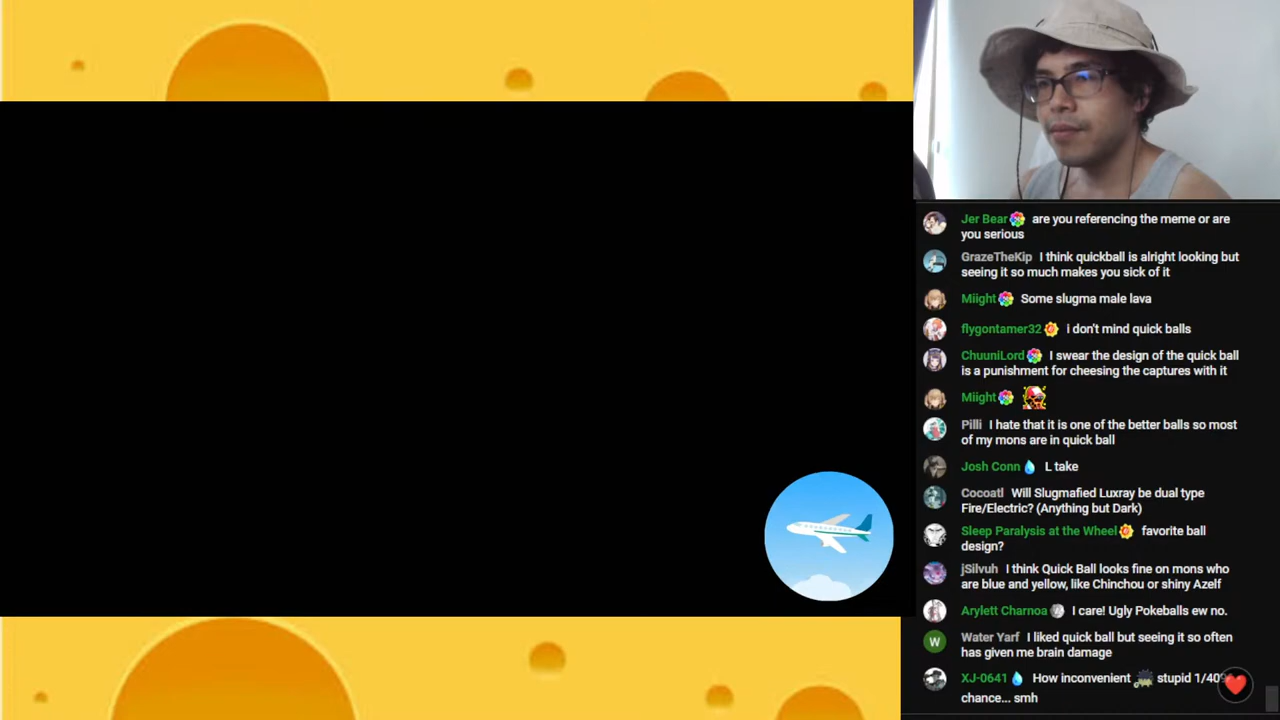 Jer Bear are you referencing the meme or are
you serious
GrazeTheKip I think quickball is alright looking but
seeing it so much makes you sick of it
Miight Some slugma male lava
flygontamer32 i don't mind quick balls
ChuuniLord I swear the design of the quick ball
is a punishment for cheesing the captures with it
Miight
Pilli I hate that it is one of the better balls so most
of my mons are in quick ball
Josh Conn L take
Cocoatl Will Slugmafied Luxray be dual type
Fire/Electric? (Anything but Dark)
Sleep Paralysis at the Wheel favorite ball
design?
jSilvuh I think Quick Ball looks fine on mons who
are blue and yellow, like Chinchou or shiny Azelf
Arylett Charnoa I care! Ugly Pokeballs ew no.
W Water Yarf I liked quick ball but seeing it so often
has given me brain damage
XJ-0641 How inconvenient stupid
chance... smh